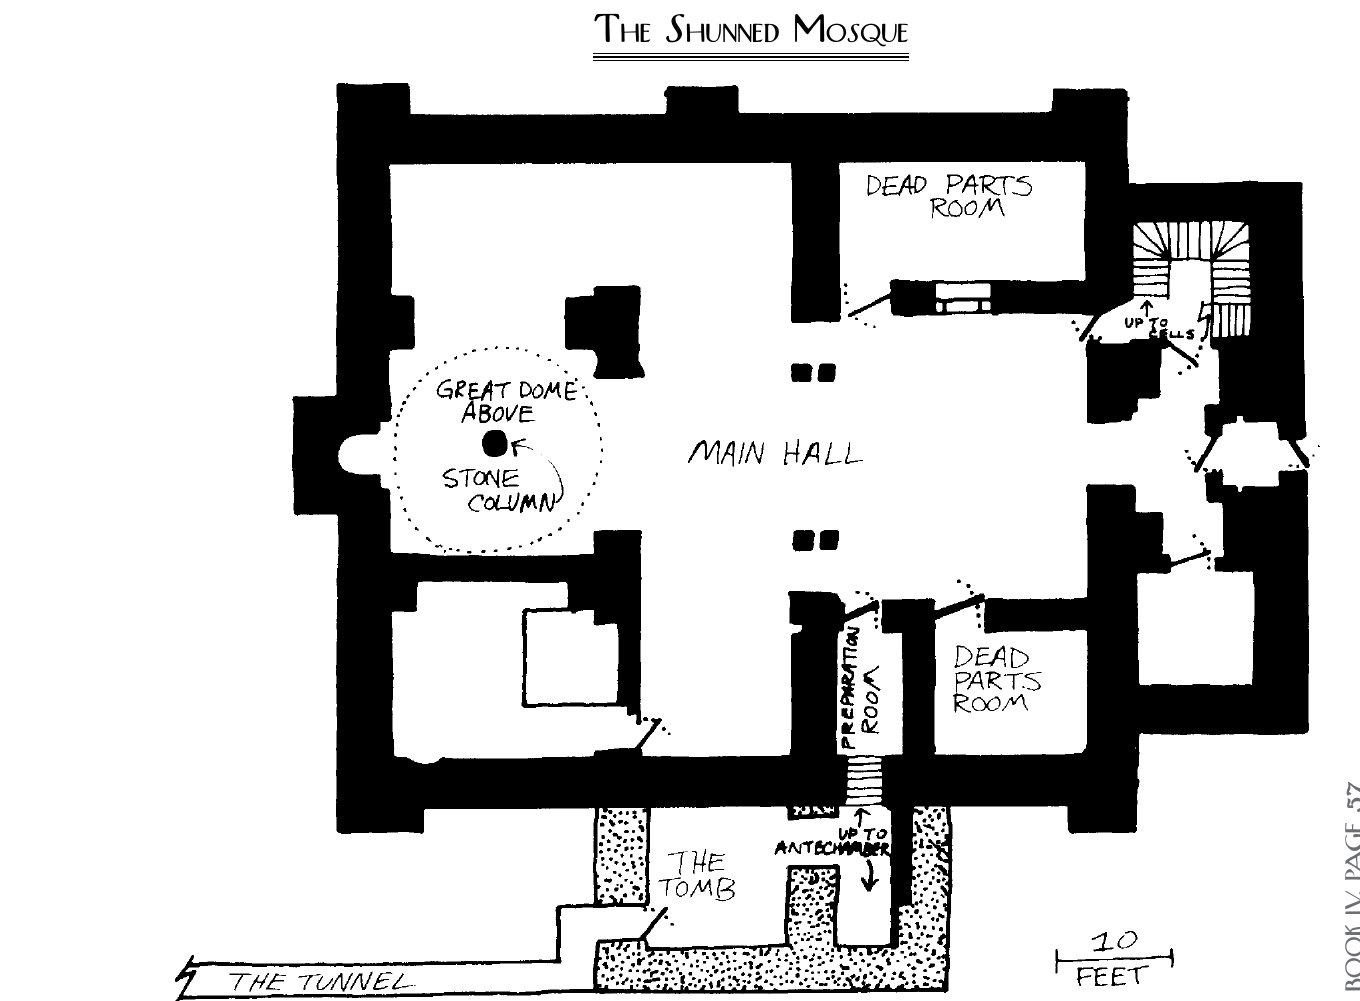 THE SHUNNED MOSQUE
DEAD PARTS
ROOM
UP TO
CELLS
GREAT DOME
ABOVE
STONE
COLUMN
MAIN HALL
PREPARATION
ROOM
DEAD
PARTS
ROOM
UP TO
ANTECHAMBER
THE
TOMB
THE TUNNEL
10
FEET
BOOK IV, PAGE 57